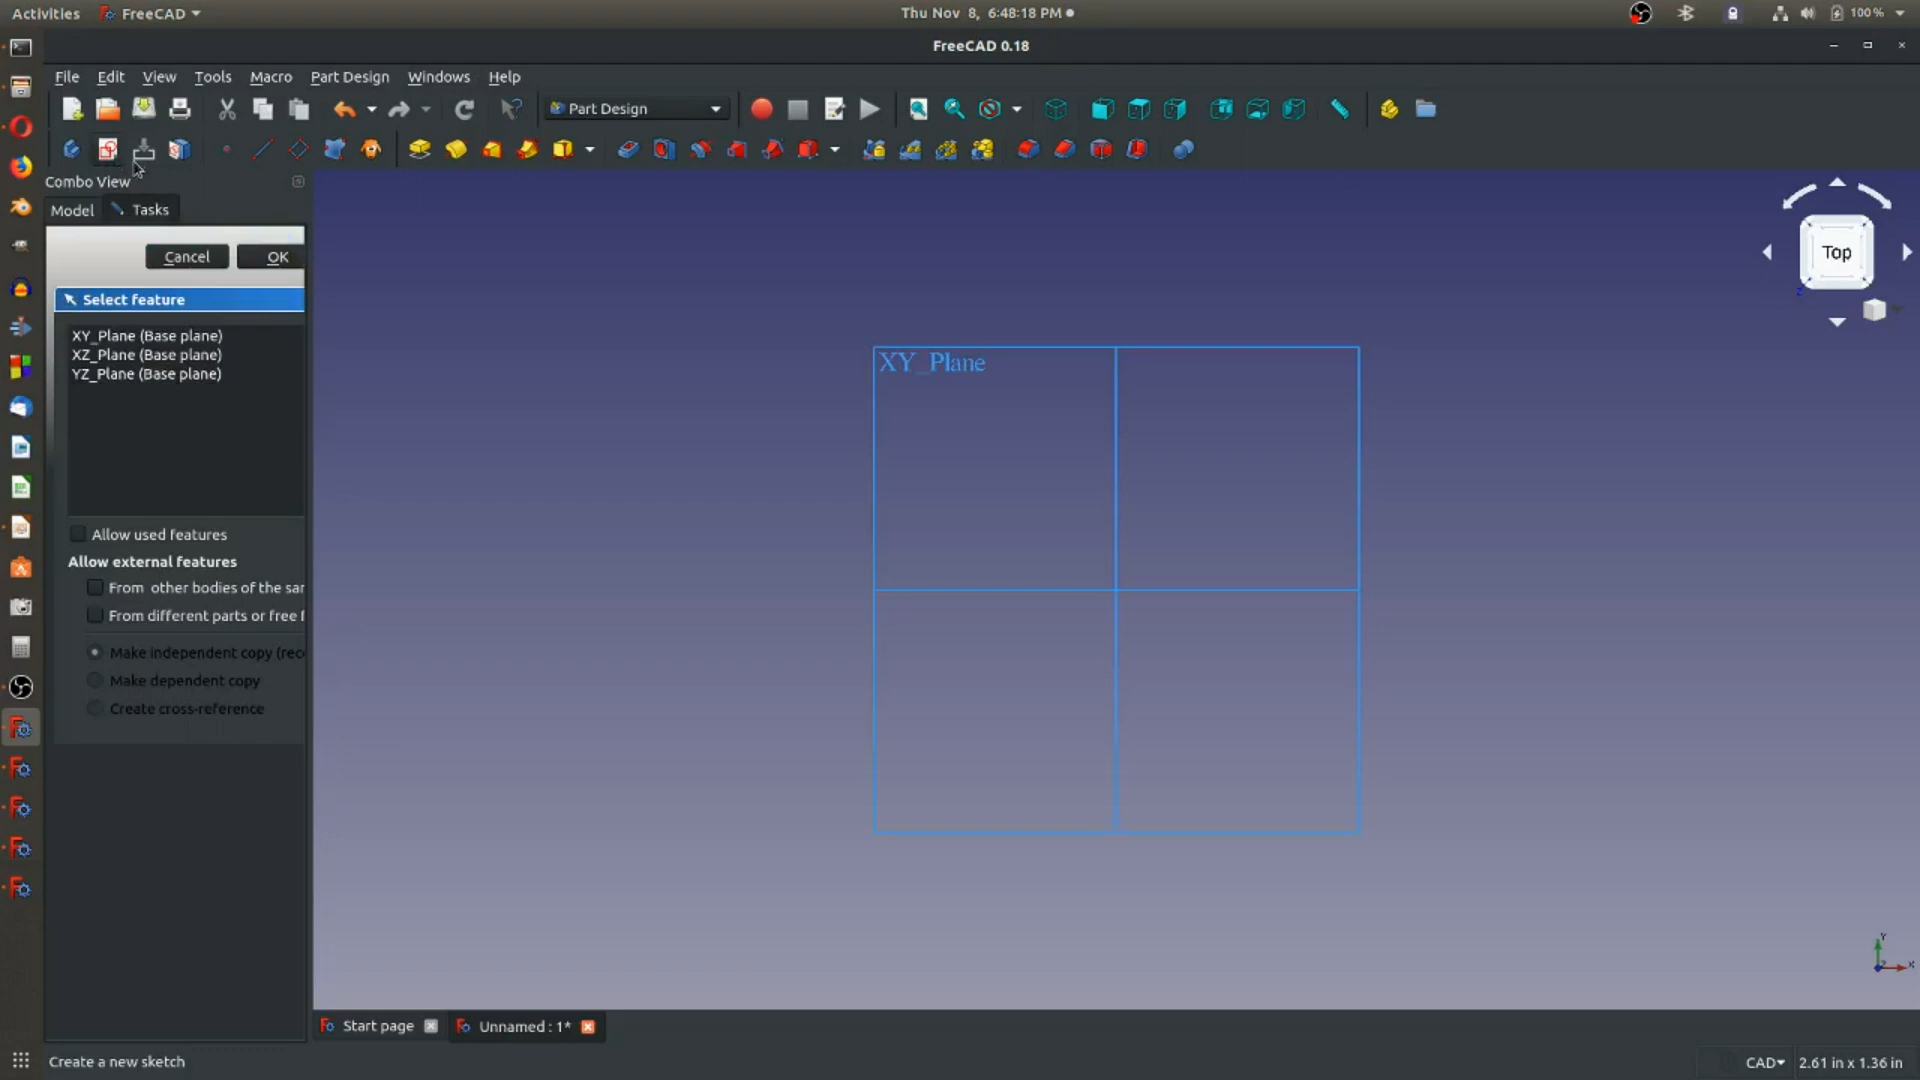 Activities FreeCAD Thu Nov 8, 6:48:18 PM 100%
FreeCAD 0.18
File Edit View Tools Macro Part Design Windows Help
Part Design
Combo View
Model Tasks
Cancel OK
Select feature
XY_Plane (Base plane)
XZ_Plane (Base plane)
YZ_Plane (Base plane)
Allow used features
Allow external features
From other bodies of the sar
From different parts or free f
Make independent copy (rec
Make dependent copy
Create cross-reference
XY_Plane
Top
Z
Y
X
Start page Unnamed : 1*
Create a new sketch CAD 2.61 in x 1.36 in